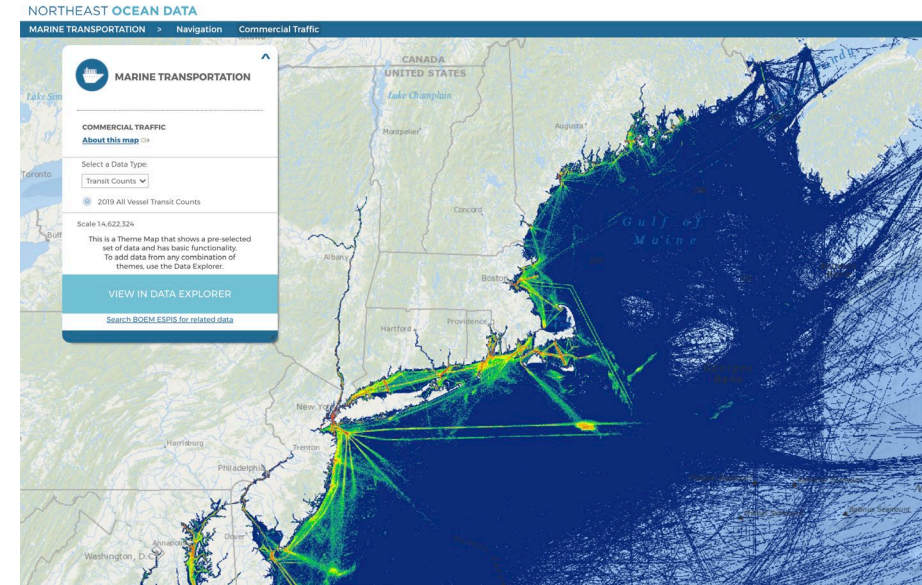 NORTHEAST OCEAN DATA
MARINE TRANSPORTATION > Navigation Commercial Traffic
MARINE TRANSPORTATION
COMMERCIAL TRAFFIC
About this map
Select a Data Type:
Transit Counts
2019 All Vessel Transit Counts
Scale 1:4,622,324
This is a Theme Map that shows a pre-selected
set of data and has basic functionality.
To add data from any combination of
themes, use the Data Explorer.
VIEW IN DATA EXPLORER
Search BOEM ESPIS for related data
CANADA
UNITED STATES
Lake Champlain
Montpelier
Augusta
Toronto
Concord
Gulf of
Maine
Albany
Boston
Providence
Hartford
New Yo
Harrisburg
Trenton
Philadelphia
Dover
Annapolis
Washington, D.C.